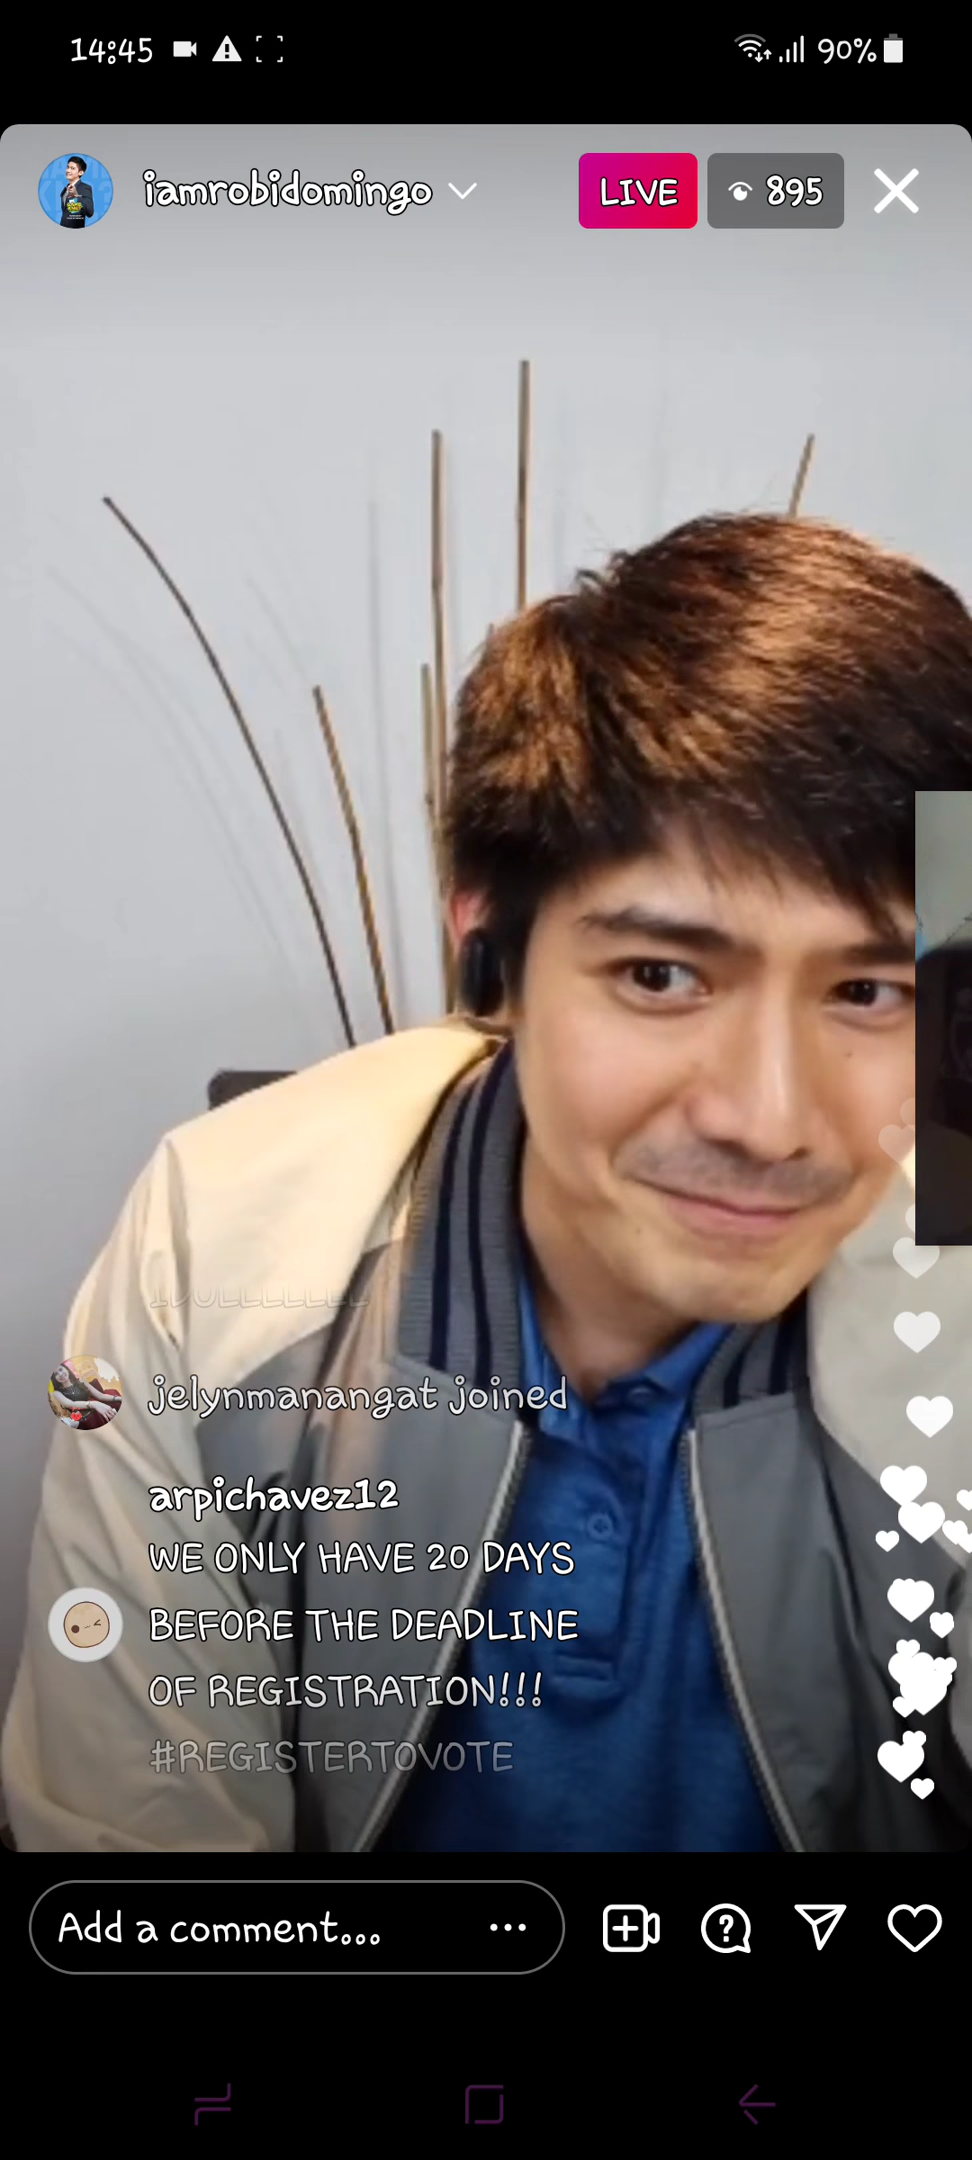 14:45 90%
iamrobidomingo LIVE 895
IDOLLLLLLL
jelynmanangat joined
arpichavez12
WE ONLY HAVE 20 DAYS
BEFORE THE DEADLINE
OF REGISTRATION!!!
#REGISTERTOVOTE
Add a comment...